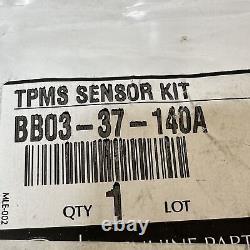 TPMS SENSOR KIT
BB03-37-140A
MLE-002
QTY
LOT
1